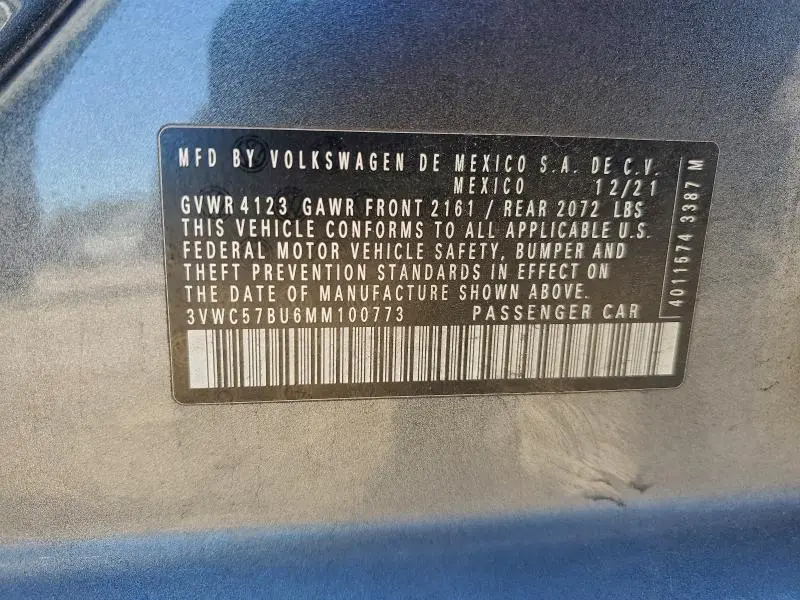 MFD BY VOLKSWAGEN DE MEXICO S.A. DE C.V.
MEXICO 12/21
GVWR 4123 GAWR FRONT 2161 / REAR 2072 LBS
THIS VEHICLE CONFORMS TO ALL APPLICABLE U.S.
FEDERAL MOTOR VEHICLE SAFETY, BUMPER AND
THEFT PREVENTION STANDARDS IN EFFECT ON
THE DATE OF MANUFACTURE SHOWN ABOVE.
3VWC57BU6MM100773 PASSENGER CAR
4011574 3387 M